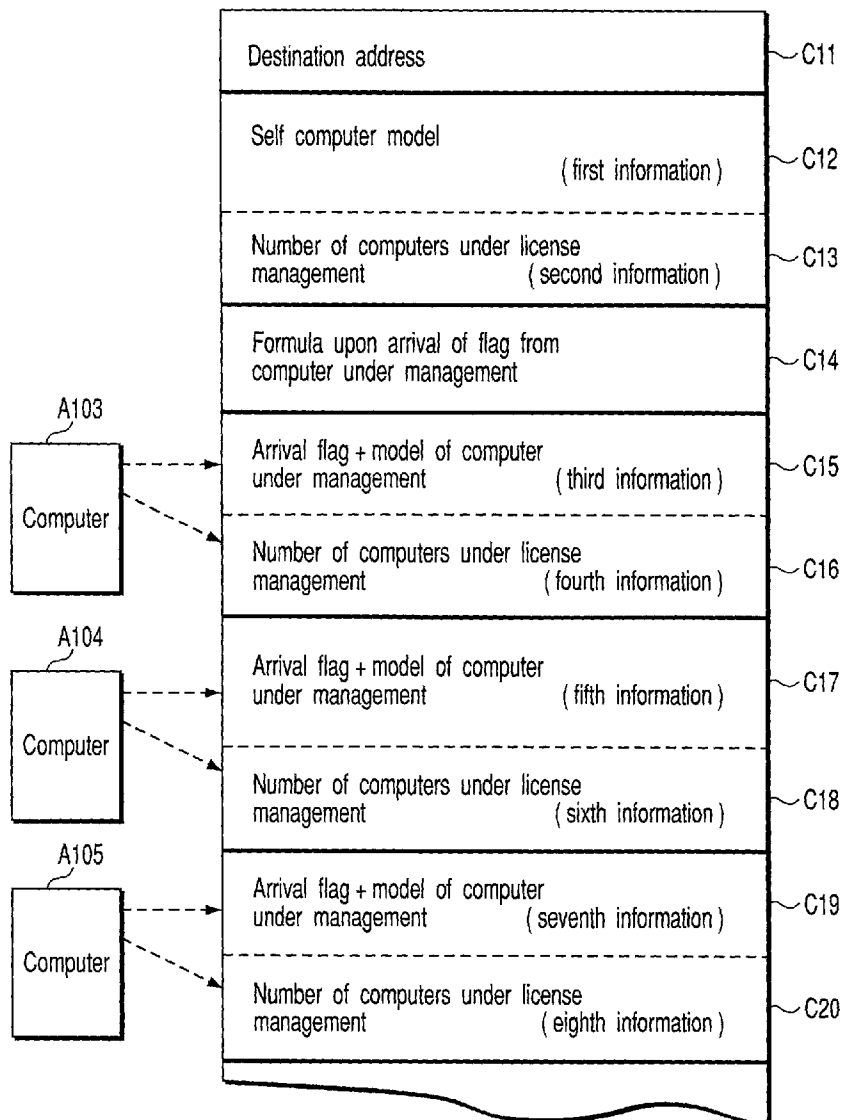 Destination address
C11
Self computer model
( first information )
C12
Number of computers under license
management ( second information )
C13
Formula upon arrival of flag from
computer under management
C14
A103
Computer
Arrival flag + model of computer
under management ( third information )
C15
Number of computers under license
management ( fourth information )
C16
A104
Computer
Arrival flag + model of computer
under management ( fifth information )
C17
Number of computers under license
management ( sixth information )
C18
A105
Computer
Arrival flag + model of computer
under management ( seventh information )
C19
Number of computers under license
management ( eighth information )
C20